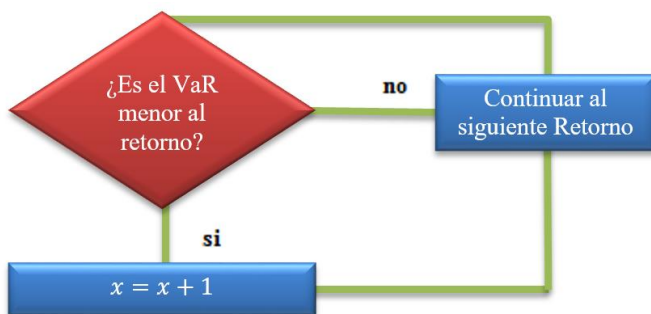 ¿Es el VaR
menor al
retorno?
no
Continuar al
siguiente Retorno
si
x = x + 1